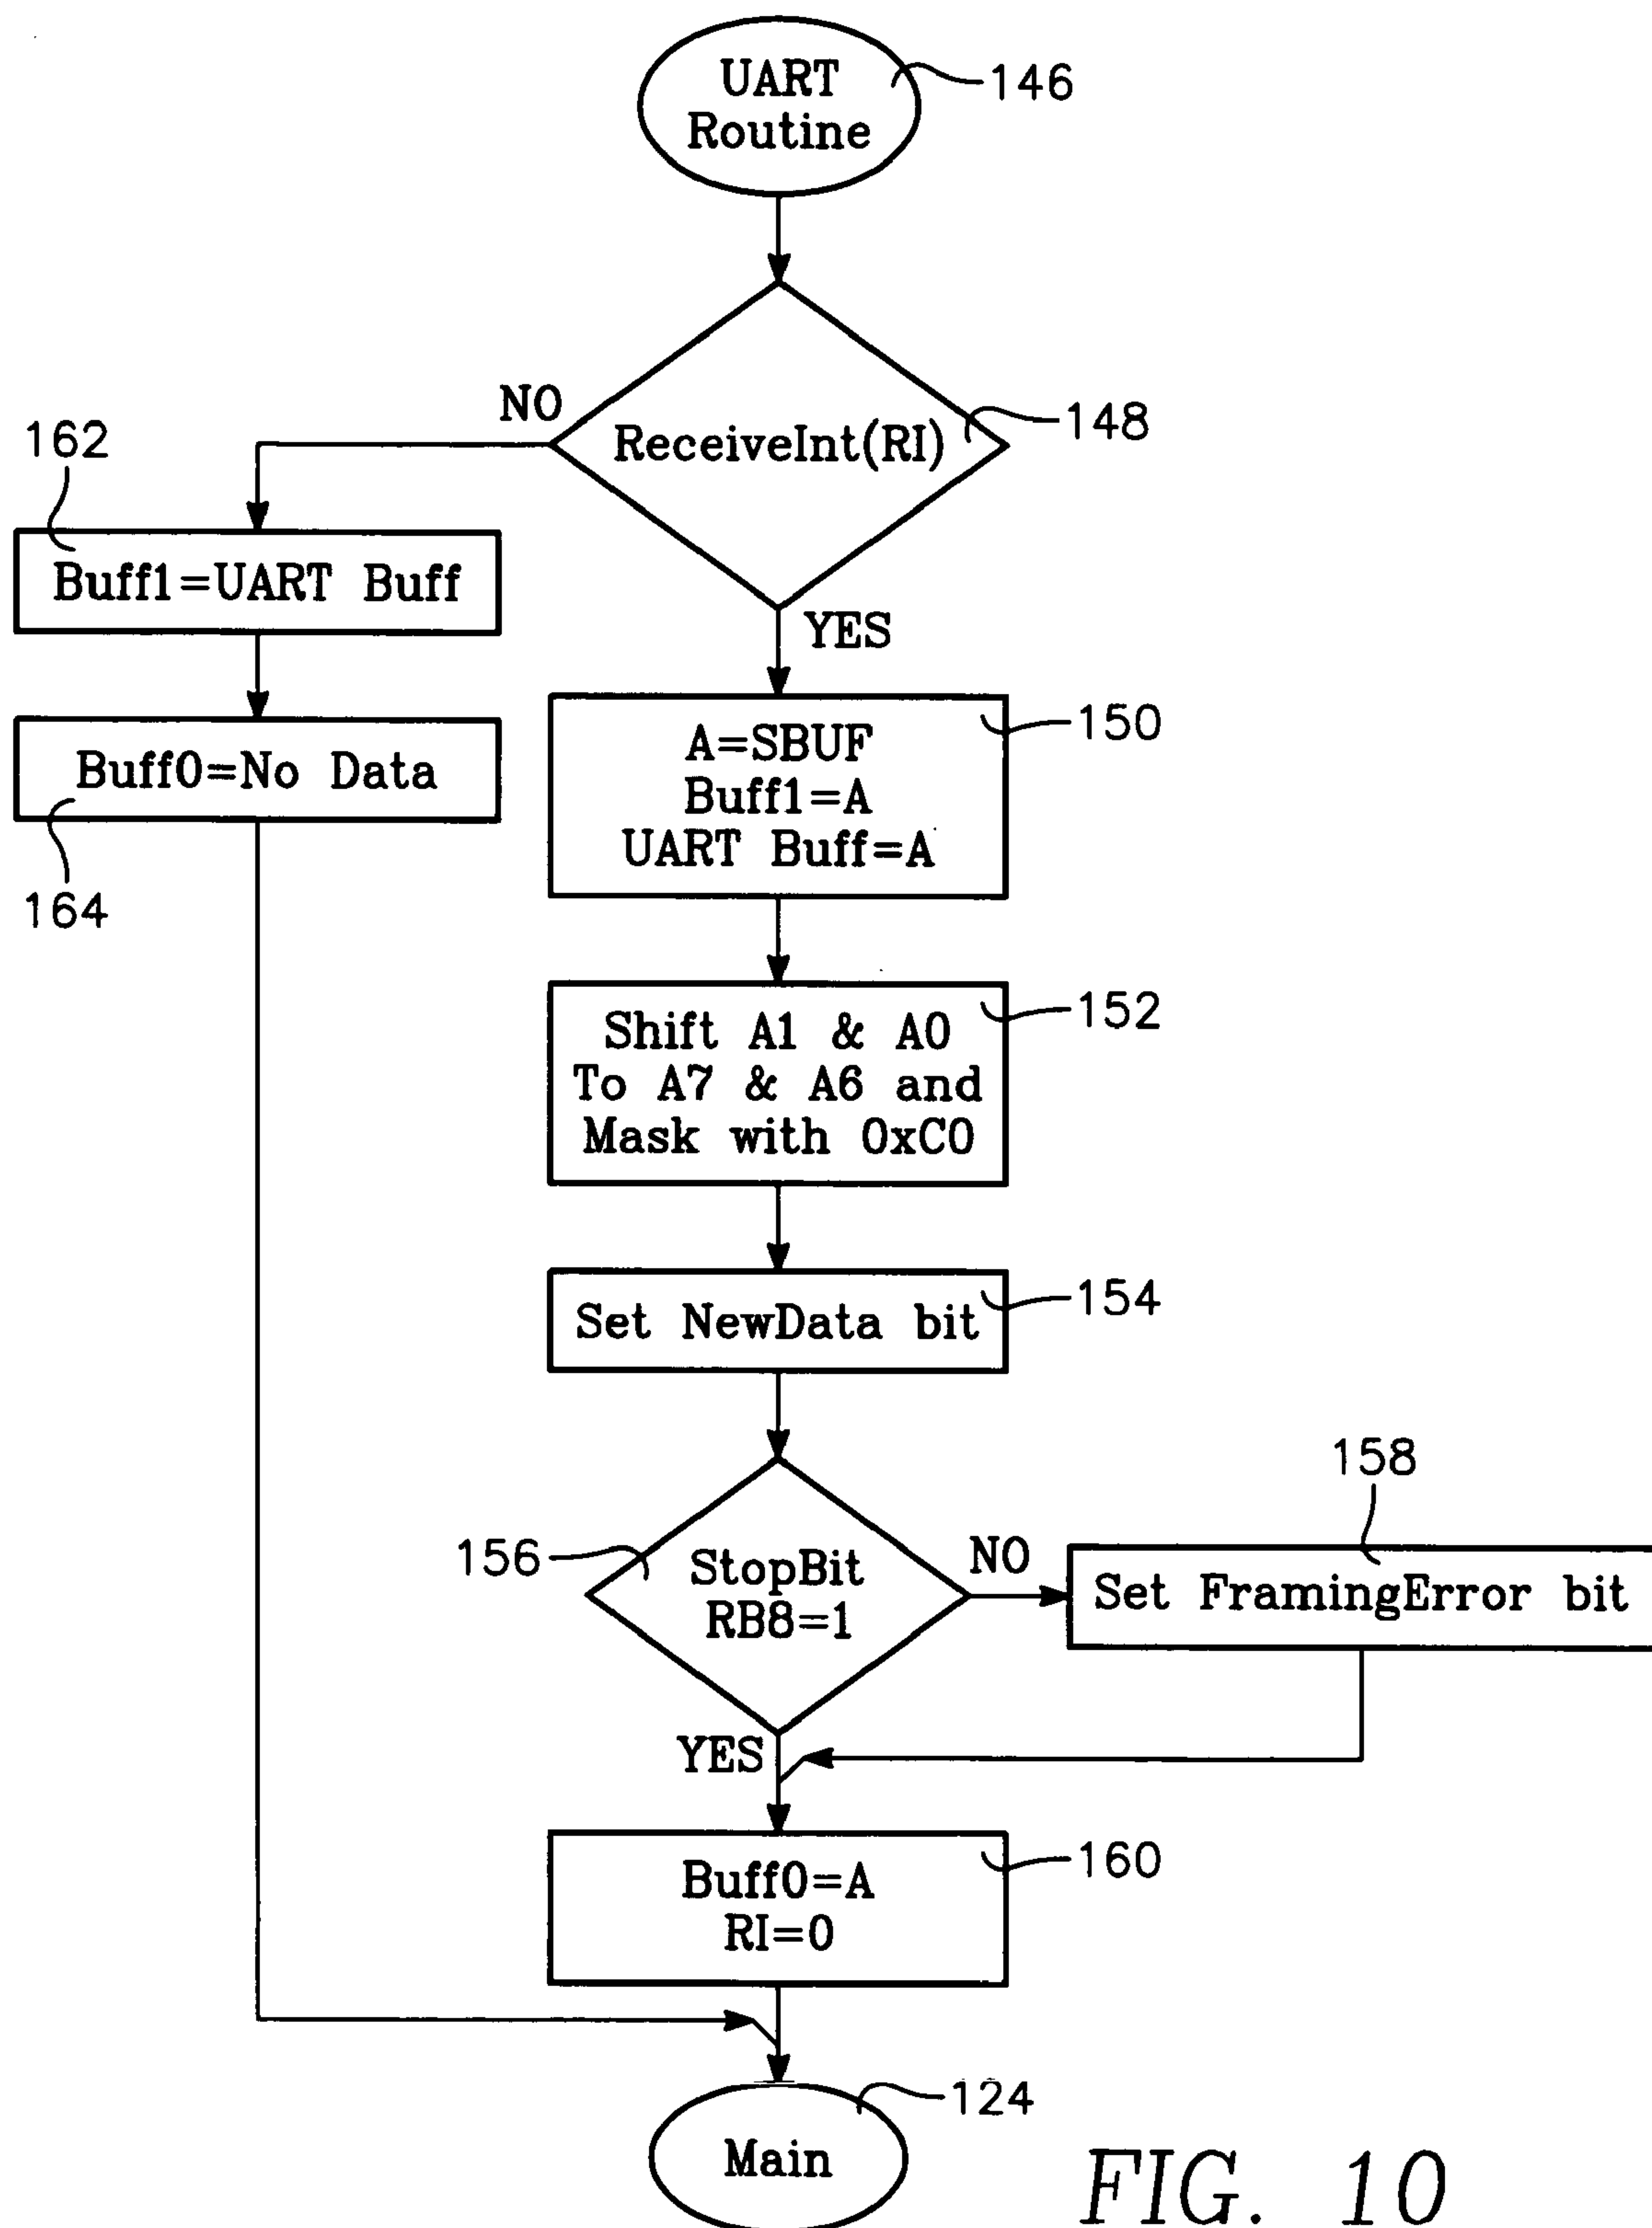 UART
Routine
146
NO
ReceiveInt(RI)
148
162
Buff1=UART Buff
YES
Buff0=No Data
164
A=SBUF
Buff1=A
UART Buff=A
150
Shift A1 & A0
To A7 & A6 and
Mask with 0xC0
152
Set NewData bit
154
156
StopBit
RB8=1
NO
158
Set FramingError bit
YES
Buff0=A
RI=0
160
Main
124
FIG. 10